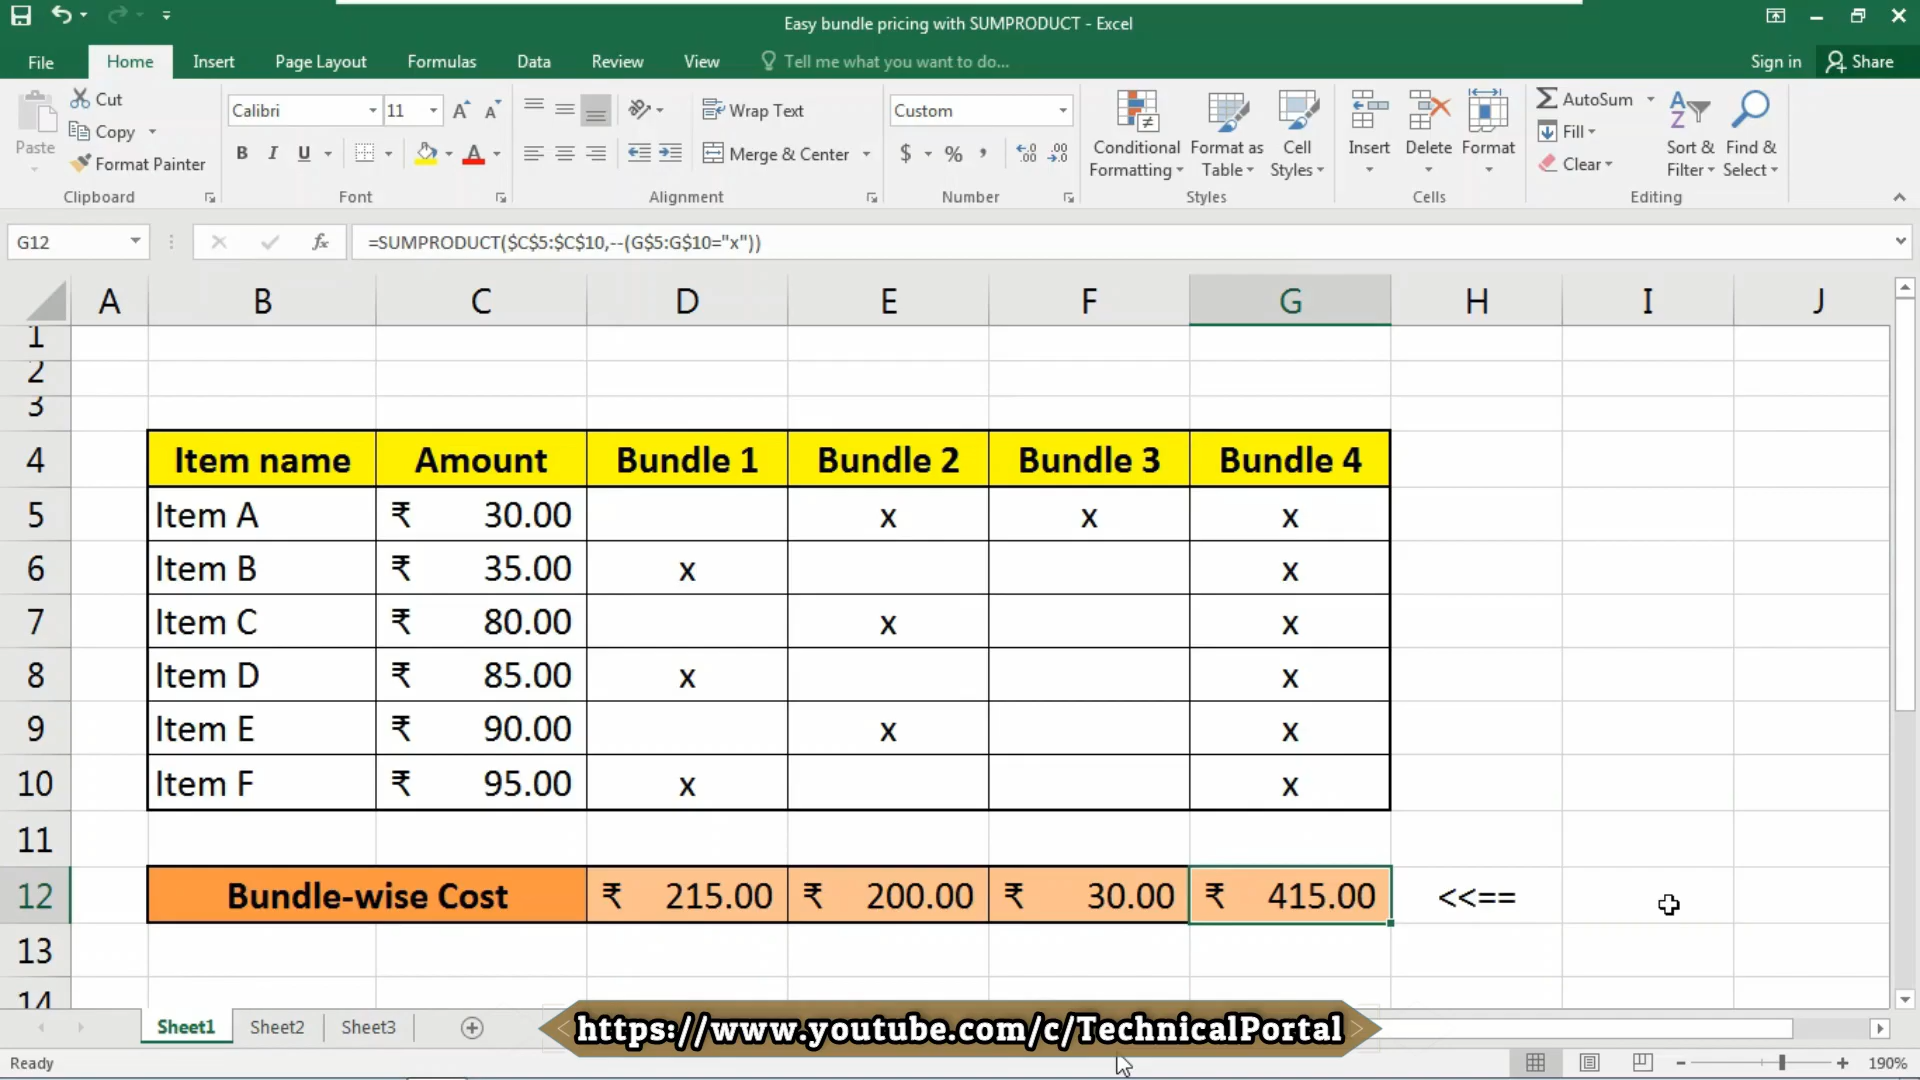 Easy bundle pricing with SUMPRODUCT - Excel
File Home Insert Page Layout Formulas Data Review View Tell me what you want to do... Sign in Share
Paste
Cut
Copy
Format Painter
Clipboard
Calibri 11
B I U A
Font
Wrap Text
Merge & Center
Alignment
Custom
$ % ,
Number
Conditional Formatting
Format as Table
Cell Styles
Styles
Insert
Delete
Format
Cells
AutoSum
Fill
Clear
Sort & Filter
Find & Select
Editing
G12 fx =SUMPRODUCT($C$5:$C$10,--(G$5:G$10="x"))
A B C D E F G H I J
1
2
3
4 Item name Amount Bundle 1 Bundle 2 Bundle 3 Bundle 4
5 Item A ₹ 30.00 x x x
6 Item B ₹ 35.00 x x
7 Item C ₹ 80.00 x x
8 Item D ₹ 85.00 x x
9 Item E ₹ 90.00 x x
10 Item F ₹ 95.00 x x
11
12 Bundle-wise Cost ₹ 215.00 ₹ 200.00 ₹ 30.00 ₹ 415.00 <<==
13
14
Sheet1 Sheet2 Sheet3
https://www.youtube.com/c/TechnicalPortal
Ready 190%